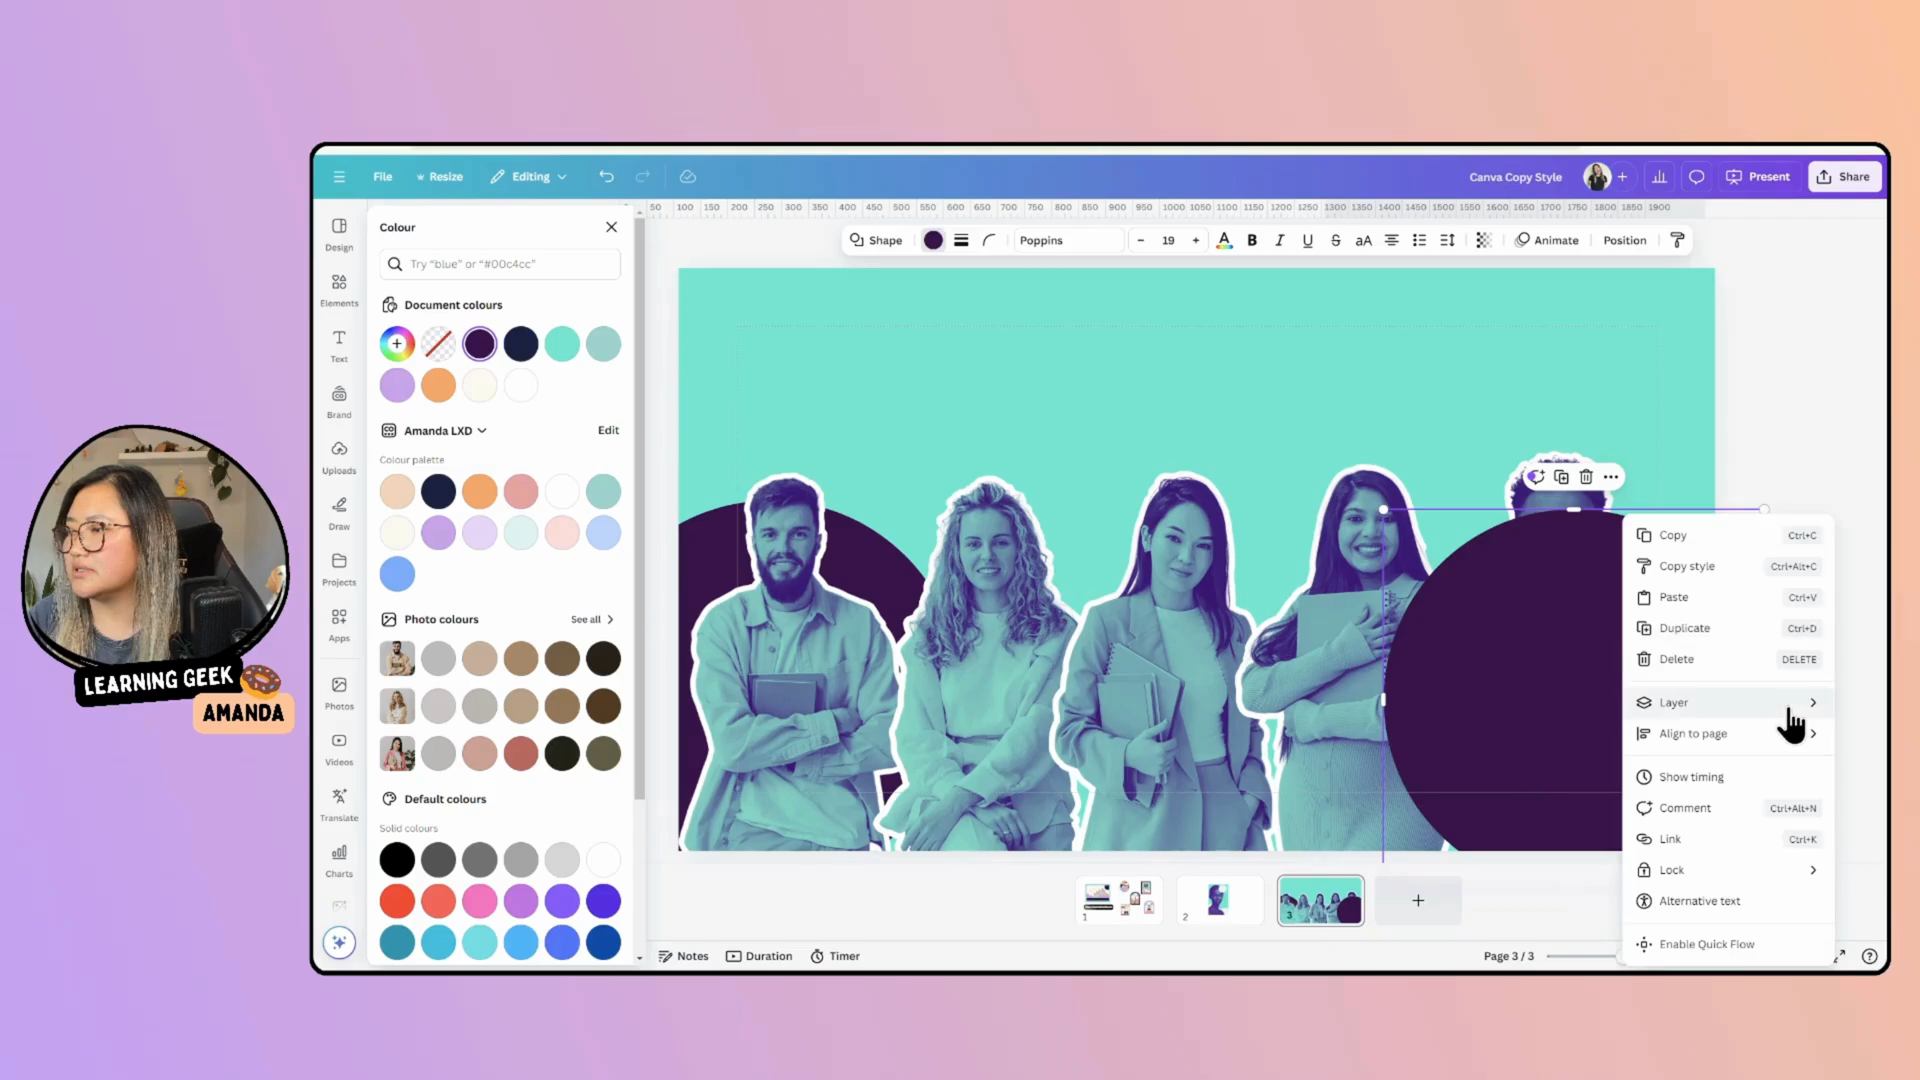 File
Resize
Editing
Canva Copy Style
Present
Share
Design
Elements
Text
Brand
Uploads
Draw
Projects
Apps
Photos
Videos
Translate
Charts
Colour
Try “blue” or “#00c4cc”
Document colours
Amanda LXD
Edit
Colour palette
Photo colours
See all
Default colours
Solid colours
50 100 150 200 250 300 350 400 450 500 550 600 650 700 750 800 850 900 950 1000 1050 1100 1150 1200 1250 1300 1350 1400 1450 1500 1550 1600 1650 1700 1750 1800 1850 1900
Shape
Poppins
– 19 +
A B I U S aA
Animate
Position
Copy Ctrl+C
Copy style Ctrl+Alt+C
Paste Ctrl+V
Duplicate Ctrl+D
Delete DELETE
Layer
Align to page
Show timing
Comment Ctrl+Alt+N
Link Ctrl+K
Lock
Alternative text
Enable Quick Flow
1
2
3
Notes
Duration
Timer
Page 3 / 3
LEARNING GEEK
AMANDA